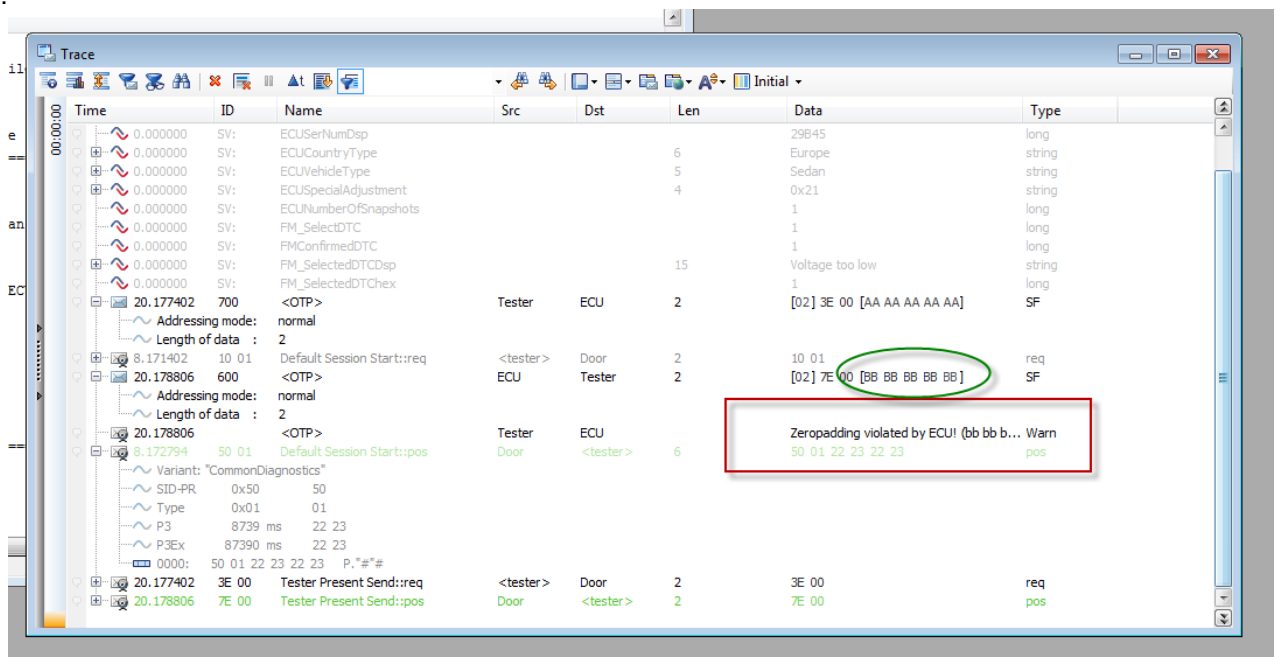 .
Trace
Initial
Time ID Name Src Dst Len Data Type
00:00:00
0.000000 SV: ECUSerNumDsp 29B45 long
0.000000 SV: ECUCountryType 6 Europe string
0.000000 SV: ECUVehicleType 5 Sedan string
0.000000 SV: ECUSpecialAdjustment 4 0x21 string
0.000000 SV: ECUNumberOfSnapshots 1 long
0.000000 SV: FM_SelectDTC 1 long
0.000000 SV: FMConfirmedDTC 1 long
0.000000 SV: FM_SelectedDTCDsp 15 Voltage too low string
0.000000 SV: FM_SelectedDTChex 1 long
20.177402 700 <OTP> Tester ECU 2 [02] 3E 00 [AA AA AA AA AA] SF
Addressing mode: normal
Length of data : 2
8.171402 10 01 Default Session Start::req <tester> Door 2 10 01 req
20.178806 600 <OTP> ECU Tester 2 [02] 7E 00 [BB BB BB BB BB] SF
Addressing mode: normal
Length of data : 2
20.178806 <OTP> Tester ECU Zeropadding violated by ECU! (bb bb b... Warn
8.172794 50 01 Default Session Start::pos Door <tester> 6 50 01 22 23 22 23 pos
Variant: "CommonDiagnostics"
SID-PR 0x50 50
Type 0x01 01
P3 8739 ms 22 23
P3Ex 87390 ms 22 23
0000: 50 01 22 23 22 23 P."#"#
20.177402 3E 00 Tester Present Send::req <tester> Door 2 3E 00 req
20.178806 7E 00 Tester Present Send::pos Door <tester> 2 7E 00 pos